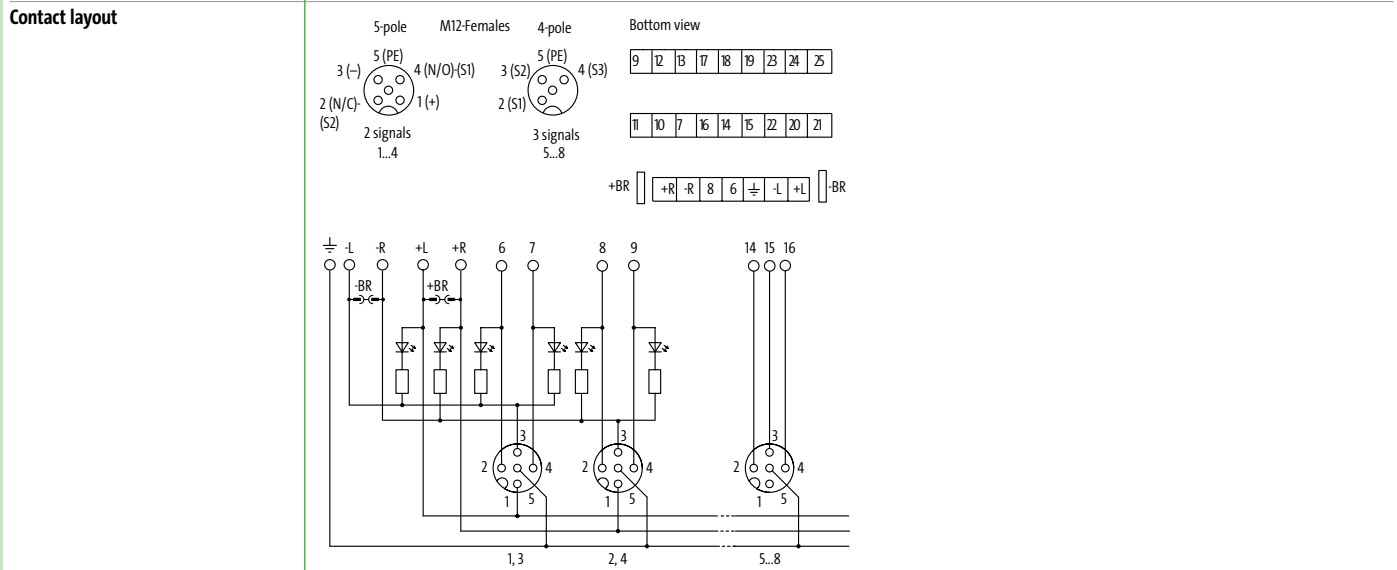 Contact layout
5-pole M12-Females 4-pole Bottom view
5 (PE) 5 (PE)
3 (–) 4 (N/O)-(S1) 3 (S2) 4 (S3)
2 (N/C)- 1 (+) 2 (S1)
(S2)
2 signals 3 signals
1...4 5...8
9 12 13 17 18 19 23 24 25
11 10 7 16 14 15 22 20 21
+BR +R -R 8 6 -L +L -BR
-L -R +L +R 6 7 8 9 14 15 16
-BR +BR
3 3 3
2 4 2 4 2 4
1 5 1 5 1 5
1, 3 2, 4 5...8